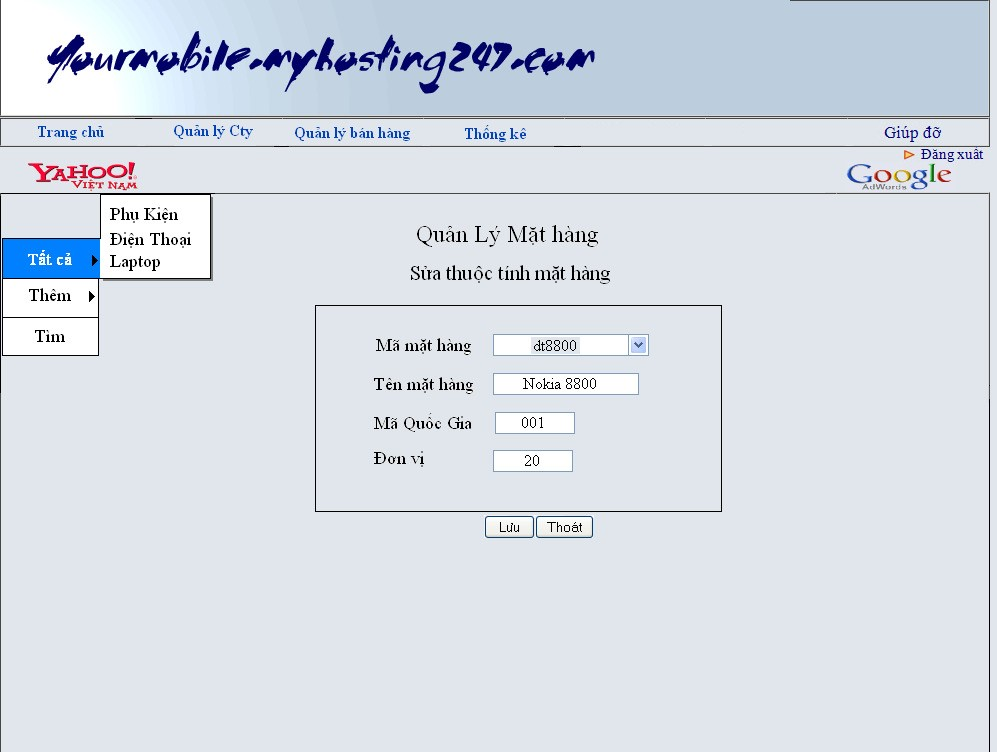 Yourmobile.myhosting247.com
Trang chủ Quản lý Cty Quản lý bán hàng Thống kê Giúp đỡ
Đăng xuất
YAHOO! VIỆT NAM
Google AdWords
Phụ Kiện
Điện Thoại
Laptop
Tất cả
Thêm
Tìm
Quản Lý Mặt hàng
Sửa thuộc tính mặt hàng
Mã mặt hàng dt8800
Tên mặt hàng Nokia 8800
Mã Quốc Gia 001
Đơn vị 20
Lưu Thoát